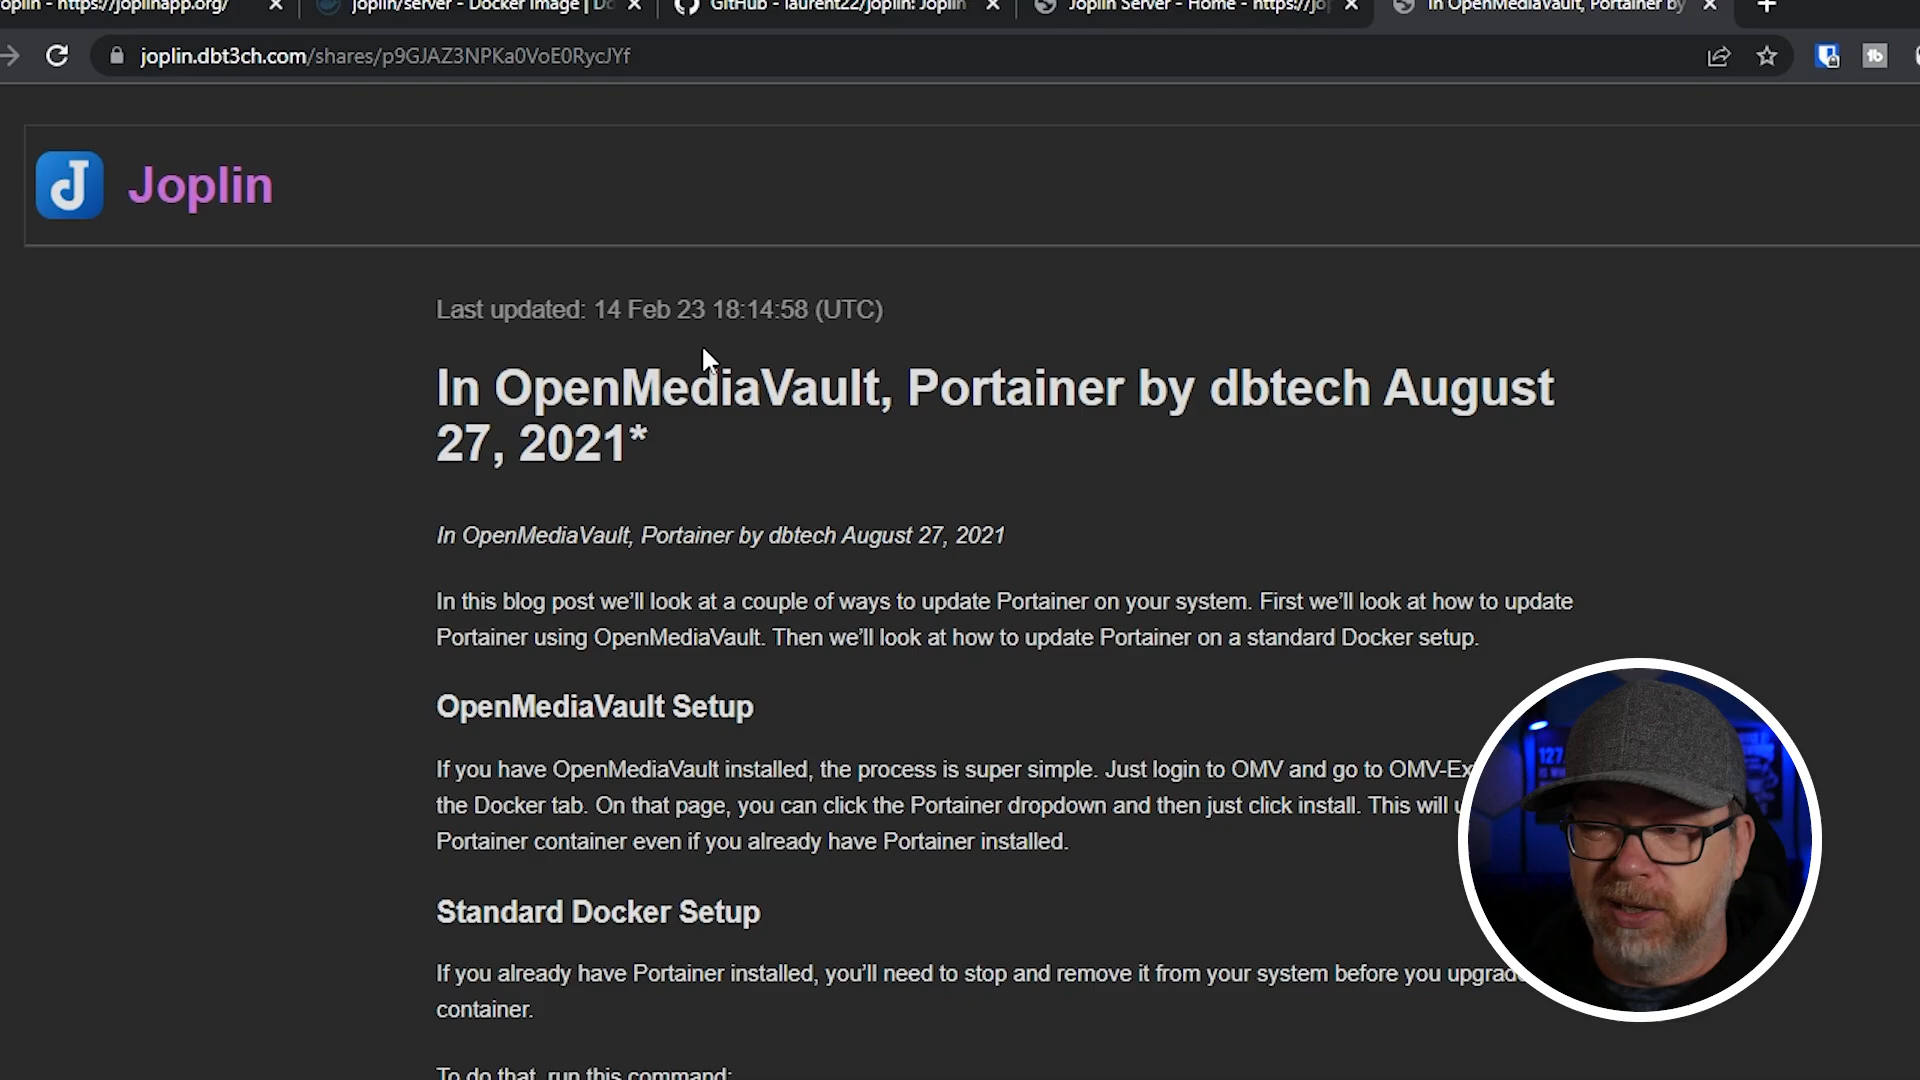 oplin - https://joplinapp.org/
joplin/server - Docker Image | Do
GitHub - laurent22/joplin: Joplin
Joplin Server - Home - https://jop
In OpenMediaVault, Portainer by
joplin.dbt3ch.com/shares/p9GJAZ3NPKa0VoE0RycJYf
Joplin
Last updated: 14 Feb 23 18:14:58 (UTC)
In OpenMediaVault, Portainer by dbtech August
27, 2021*
In OpenMediaVault, Portainer by dbtech August 27, 2021
In this blog post we’ll look at a couple of ways to update Portainer on your system. First we’ll look at how to update
Portainer using OpenMediaVault. Then we’ll look at how to update Portainer on a standard Docker setup.
OpenMediaVault Setup
If you have OpenMediaVault installed, the process is super simple. Just login to OMV and go to OMV-Ex
the Docker tab. On that page, you can click the Portainer dropdown and then just click install. This will u
Portainer container even if you already have Portainer installed.
127.
Standard Docker Setup
If you already have Portainer installed, you’ll need to stop and remove it from your system before you upgrade
container.
To do that, run this command: